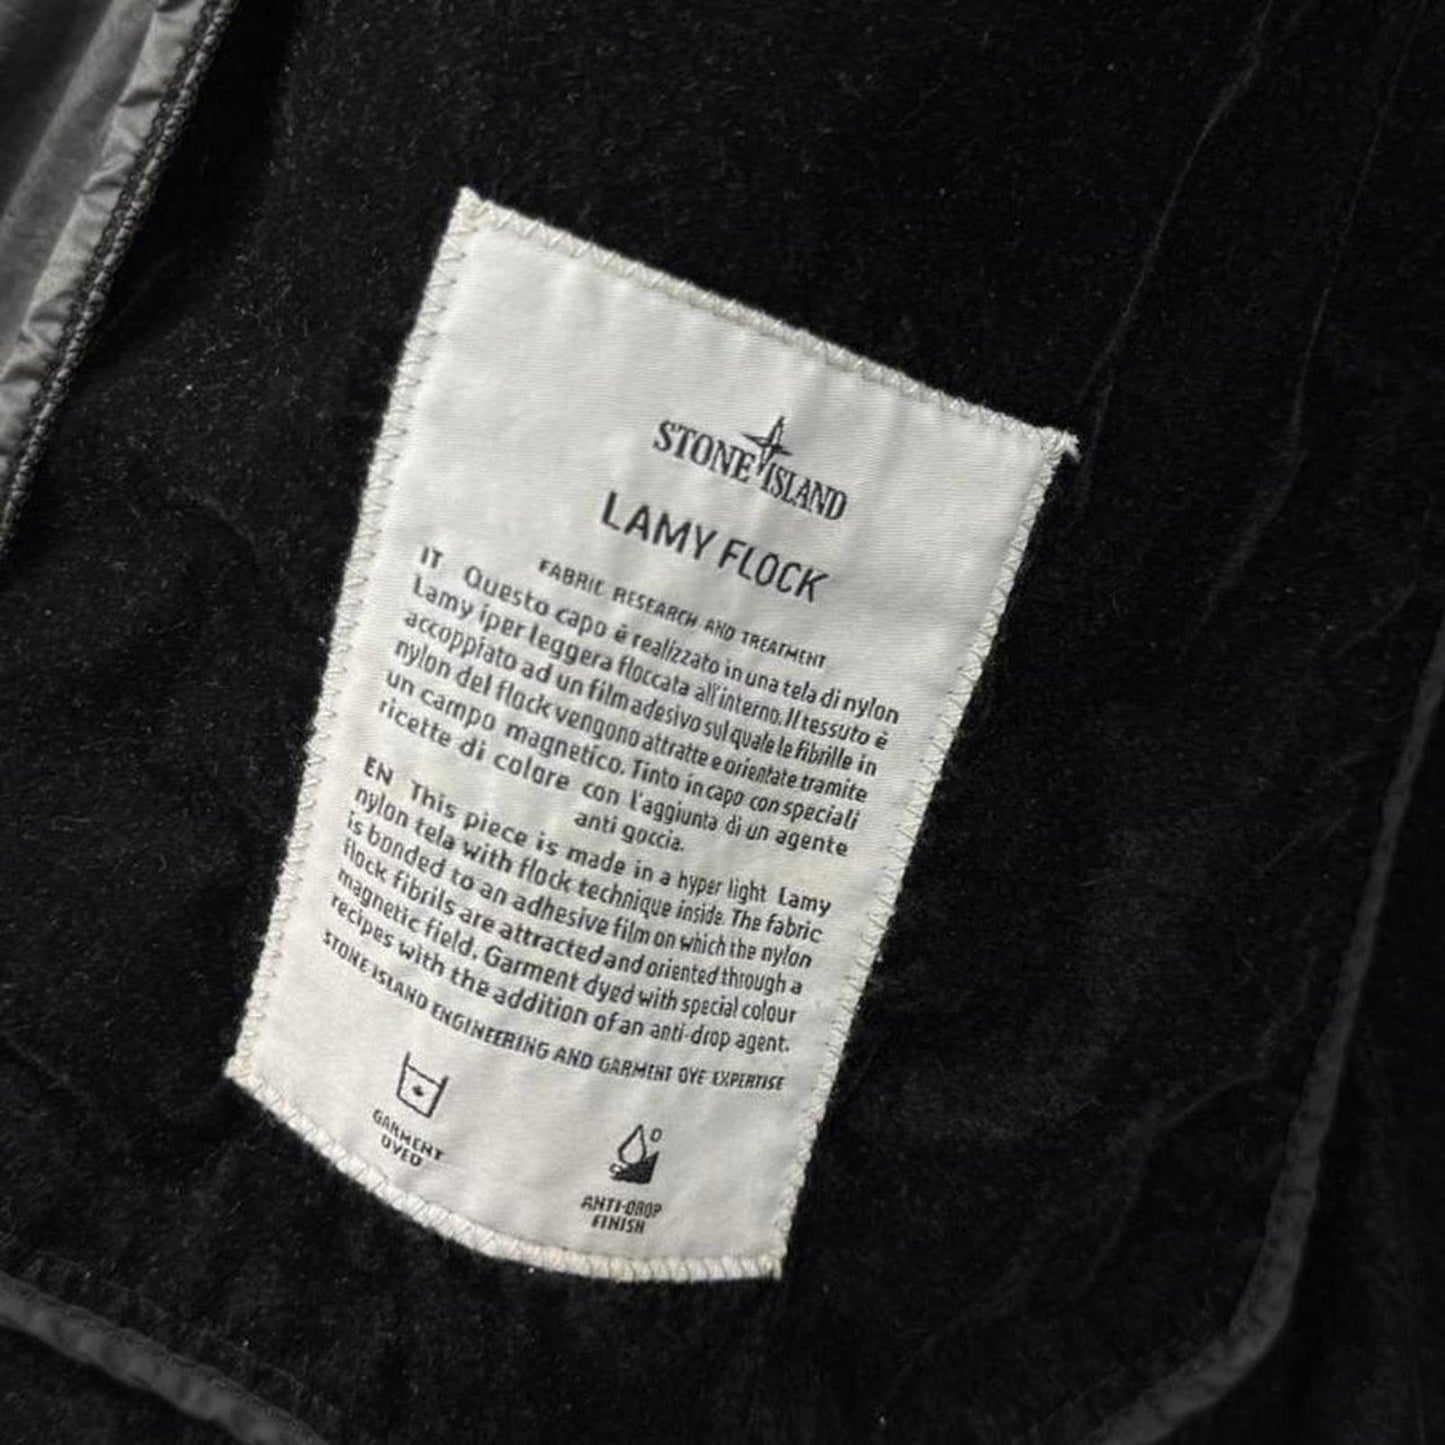 STONE ISLAND
LAMY FLOCK
FABRIC RESEARCH AND TREATMENT
IT Questo capo è realizzato in una tela di nylon
Lamy iper leggera floccata all'interno. Il tessuto è
accoppiato ad un film adesivo sul quale le fibrille in
nylon del flock vengono attratte e orientate tramite
un campo magnetico. Tinto in capo con speciali
ricette di colore con l'aggiunta di un agente
anti goccia.
EN This piece is made in a hyper light Lamy
nylon tela with flock technique inside. The fabric
is bonded to an adhesive film on which the nylon
flock fibrils are attracted and oriented through a
magnetic field. Garment dyed with special colour
recipes with the addition of an anti-drop agent.
STONE ISLAND ENGINEERING AND GARMENT DYE EXPERTISE
GARMENT
DYED
ANTI-DROP
FINISH